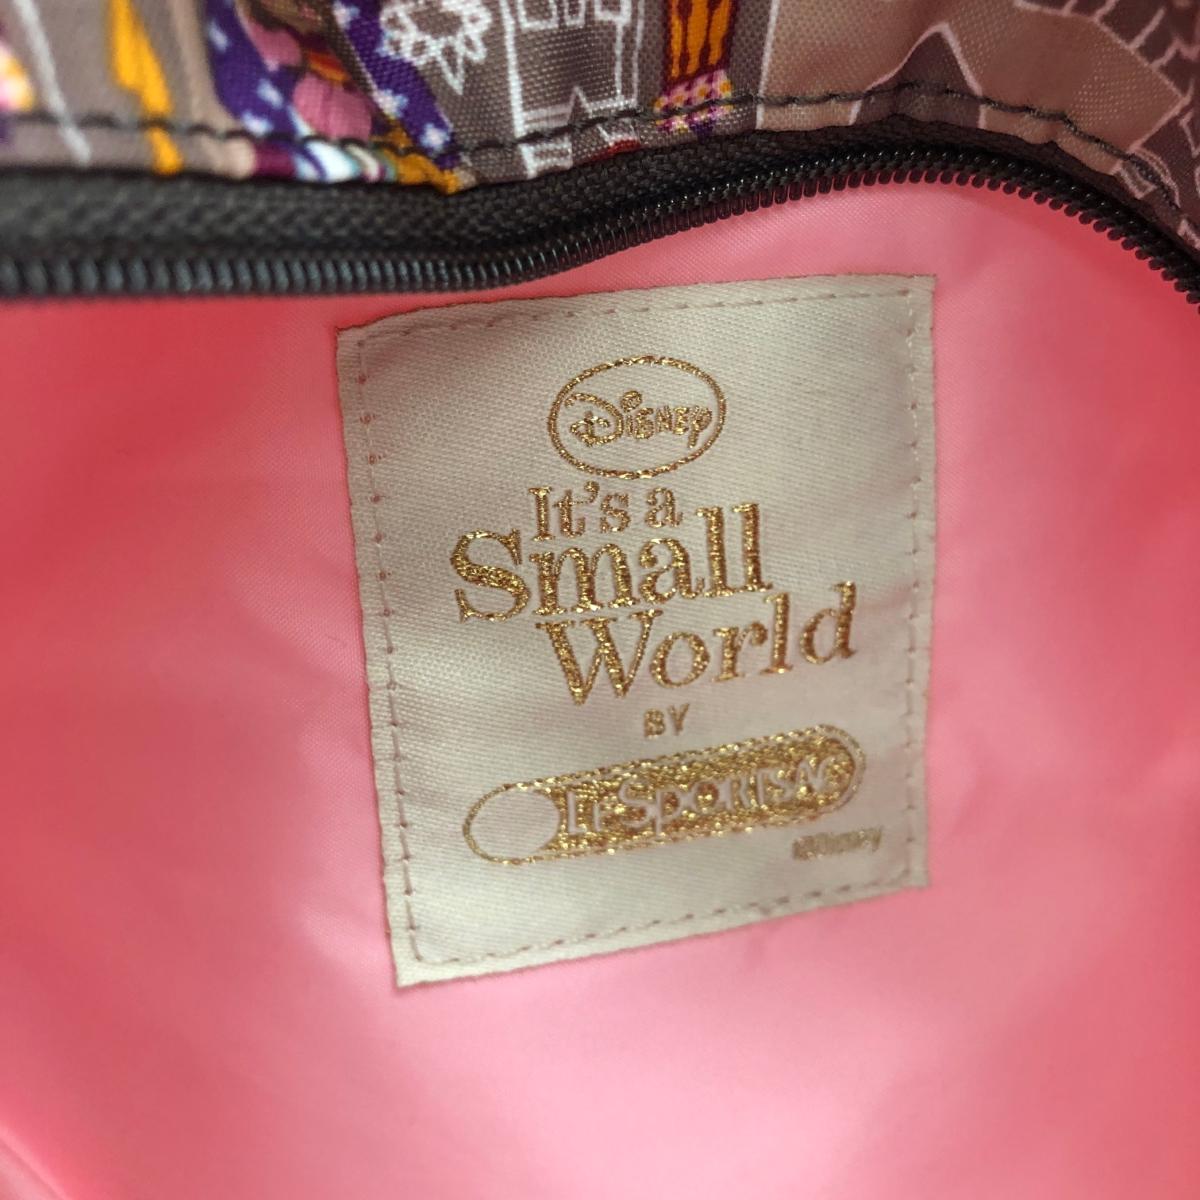 Disney
It's a
Small
World
BY
LeSportsac
©Disney